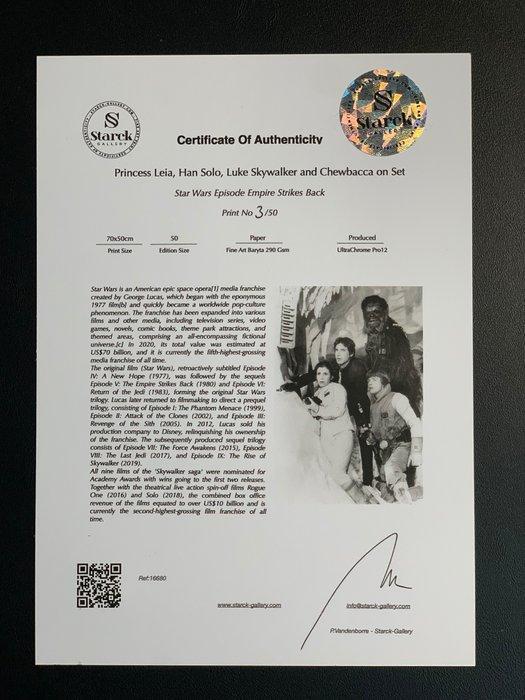 STARCK-GALLERY.COM
S
Starck
GALLERY
S
Starck
GALLERY
Certificate Of Authenticity
Princess Leia, Han Solo, Luke Skywalker and Chewbacca on Set
Star Wars Episode Empire Strikes Back
Print No 3/50
70x50cm 50 Paper Produced
Print Size Edition Size Fine Art Baryta 290 Gsm UltraChrome Pro12
Star Wars is an American epic space opera[1] media franchise
created by George Lucas, which began with the eponymous
1977 film[b] and quickly became a worldwide pop-culture
phenomenon. The franchise has been expanded into various
films and other media, including television series, video
games, novels, comic books, theme park attractions, and
themed areas, comprising an all-encompassing fictional
universe.[c] In 2020, its total value was estimated at
US$70 billion, and it is currently the fifth-highest-grossing
media franchise of all time.
The original film (Star Wars), retroactively subtitled Episode
IV: A New Hope (1977), was followed by the sequels
Episode V: The Empire Strikes Back (1980) and Episode VI:
Return of the Jedi (1983), forming the original Star Wars
trilogy. Lucas later returned to filmmaking to direct a prequel
trilogy, consisting of Episode I: The Phantom Menace (1999),
Episode II: Attack of the Clones (2002), and Episode III:
Revenge of the Sith (2005). In 2012, Lucas sold his
production company to Disney, relinquishing his ownership
of the franchise. The subsequently produced sequel trilogy
consists of Episode VII: The Force Awakens (2015), Episode
VIII: The Last Jedi (2017), and Episode IX: The Rise of
Skywalker (2019).
All nine films of the 'Skywalker saga' were nominated for
Academy Awards with wins going to the first two releases.
Together with the theatrical live action spin-off films Rogue
One (2016) and Solo (2018), the combined box office
revenue of the films equated to over US$10 billion and is
currently the second-highest-grossing film franchise of all
time.
Ref:16680
www.starck-gallery.com
info@starck-gallery.com
P.Vandenborre - Starck-Gallery